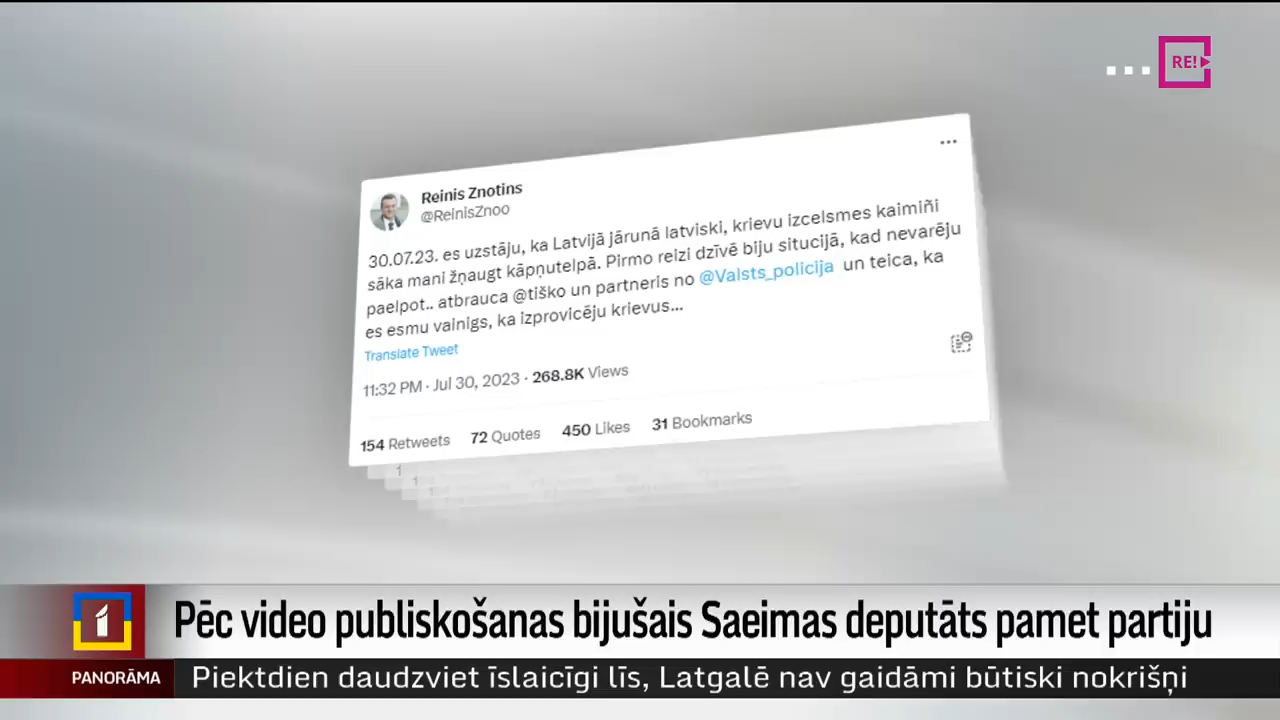 RE!
Reinis Znotins
@ReinisZnoo
30.07.23. es uzstāju, ka Latvijā jārunā latviski, krievu izcelsmes kaimiñi
sāka mani žņaugt kāpņutelpā. Pirmo reizi dzīvē biju situcijā, kad nevarēju
paelpot.. atbrauca @tiško un partneris no @Valsts_policija un teica, ka
es esmu vainigs, ka izprovicēju krievus...
Translate Tweet
11:32 PM · Jul 30, 2023 · 268.8K Views
154 Retweets 72 Quotes 450 Likes 31 Bookmarks
1 Pēc video publiskošanas bijušais Saeimas deputāts pamet partiju
PANORĀMA Piektdien daudzviet īslaicīgi līs, Latgalē nav gaidāmi būtiski nokrišņi